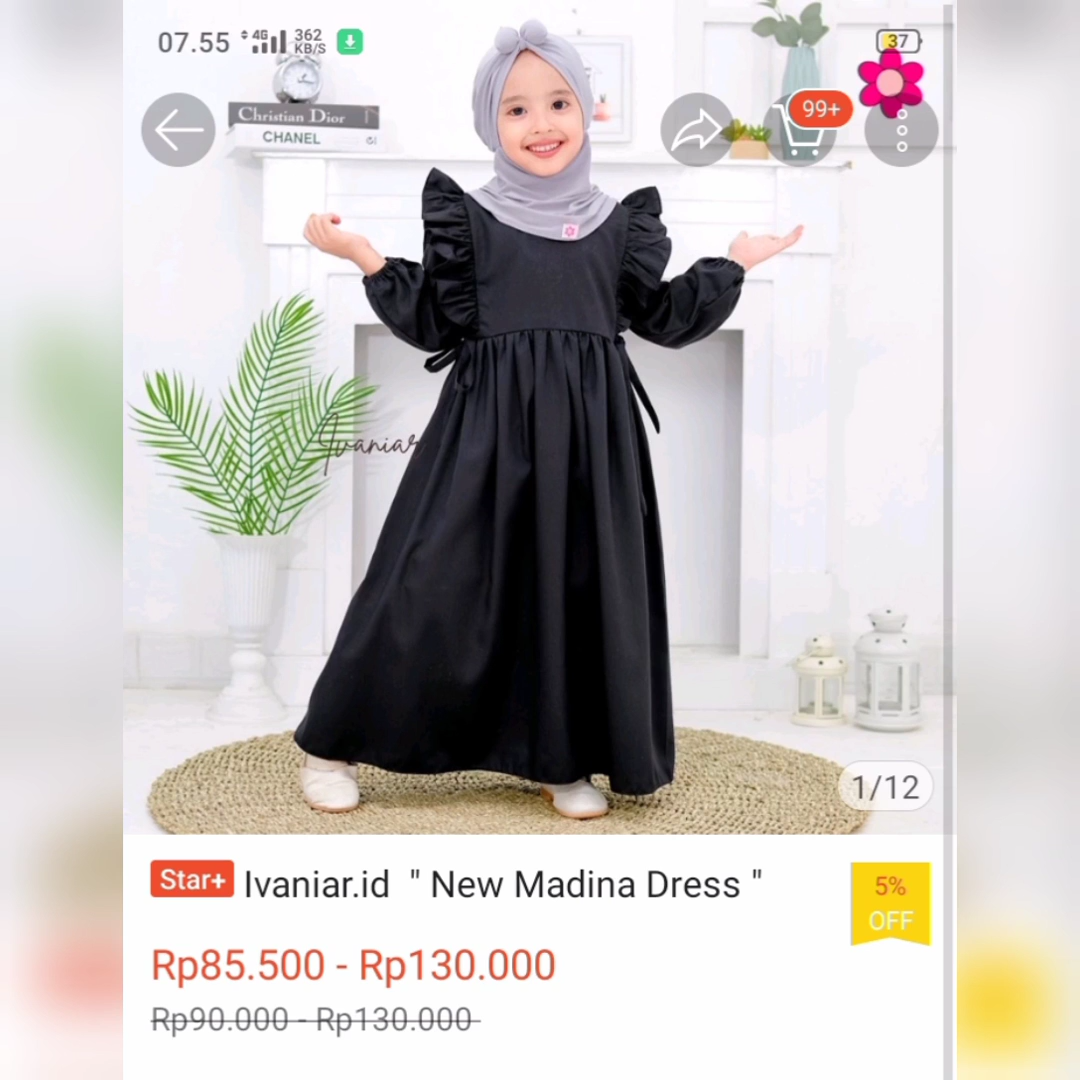 07.55 4G 362 KB/S 37
Christian Dior
CHANEL
99+
Ivaniar
1/12
Star+ Ivaniar.id " New Madina Dress "
5%
OFF
Rp85.500 - Rp130.000
Rp90.000 - Rp130.000